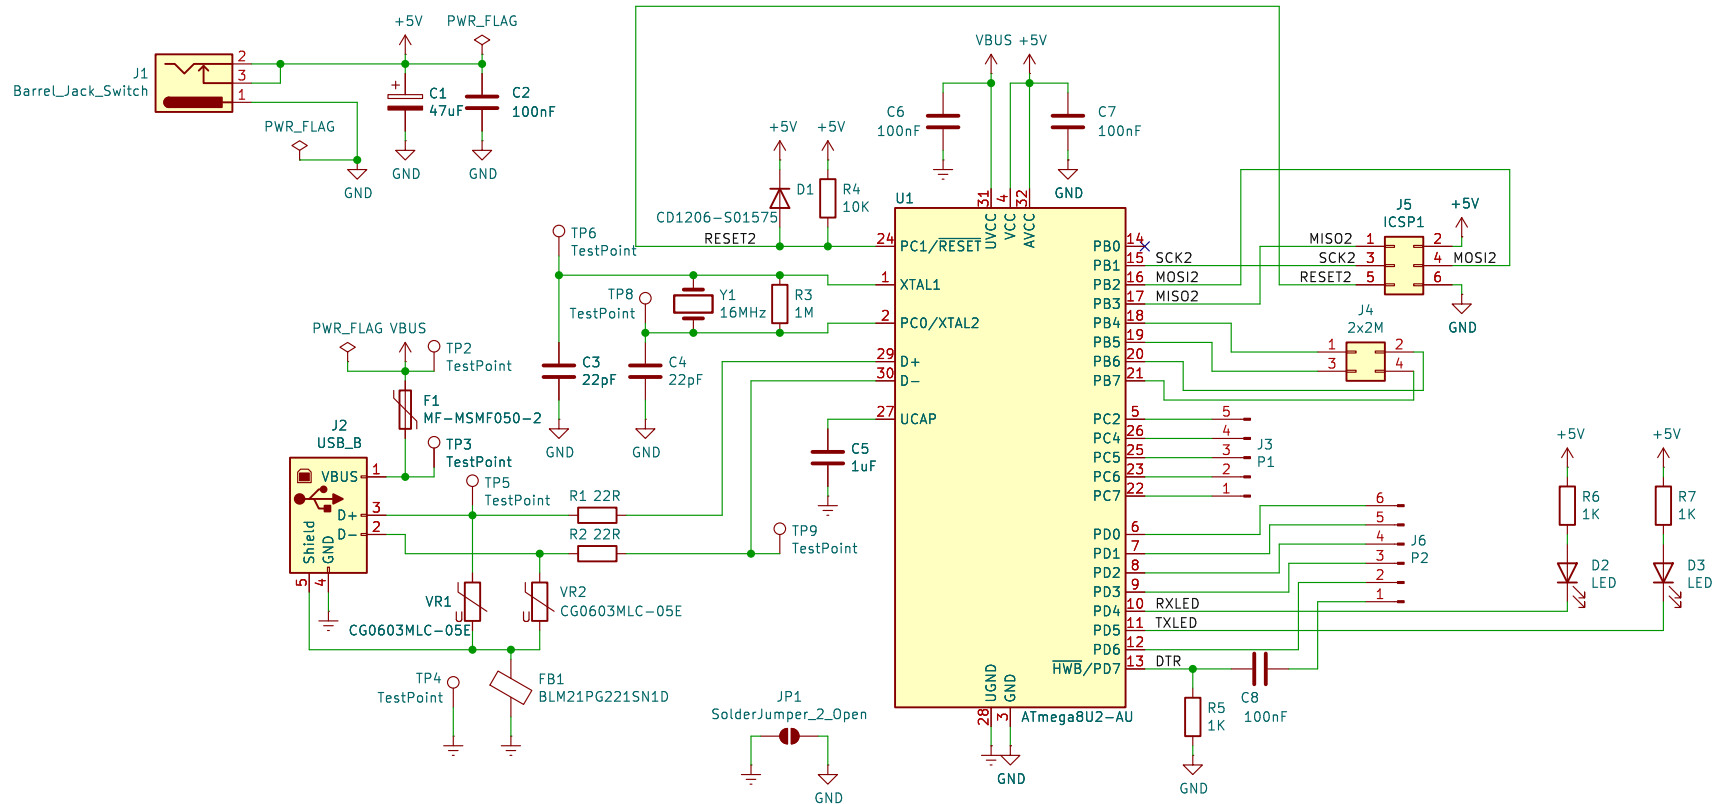 +5V
PWR_FLAG
J1
Barrel_Jack_Switch
2
3
1
+
C1
47uF
C2
100nF
PWR_FLAG
GND
GND
GND
VBUS
+5V
C6
100nF
C7
100nF
GND
+5V
+5V
D1
CD1206-S01575
R4
10K
RESET2
TP6
TestPoint
TP8
TestPoint
Y1
16MHz
R3
1M
C3
22pF
C4
22pF
GND
GND
C5
1uF
PWR_FLAG
VBUS
TP2
TestPoint
F1
MF-MSMF050-2
J2
USB_B
TP3
TestPoint
VBUS
D+
D-
Shield
GND
1
3
2
5
4
TP5
TestPoint
R1 22R
R2 22R
TP9
TestPoint
VR1
CG0603MLC-05E
VR2
CG0603MLC-05E
TP4
TestPoint
FB1
BLM21PG221SN1D
JP1
SolderJumper_2_Open
GND
U1
ATmega8U2-AU
31
4
32
UVCC
VCC
AVCC
24
PC1/RESET
1
XTAL1
2
PC0/XTAL2
29
D+
30
D-
27
UCAP
UGND
GND
28
3
GND
PB0
14
PB1
15
SCK2
PB2
16
MOSI2
PB3
17
MISO2
PB4
18
PB5
19
PB6
20
PB7
21
PC2
5
5
PC4
26
4
PC5
25
3
PC6
23
2
PC7
22
1
J3
P1
PD0
6
PD1
7
PD2
8
PD3
9
PD4
10
RXLED
PD5
11
TXLED
PD6
12
HWB/PD7
13
DTR
J5
ICSP1
+5V
MISO2
1
2
SCK2
3
4
MOSI2
RESET2
5
6
GND
J4
2x2M
1
2
3
4
6
5
4
3
2
1
J6
P2
+5V
+5V
R6
1K
R7
1K
D2
LED
D3
LED
C8
100nF
R5
1K
GND